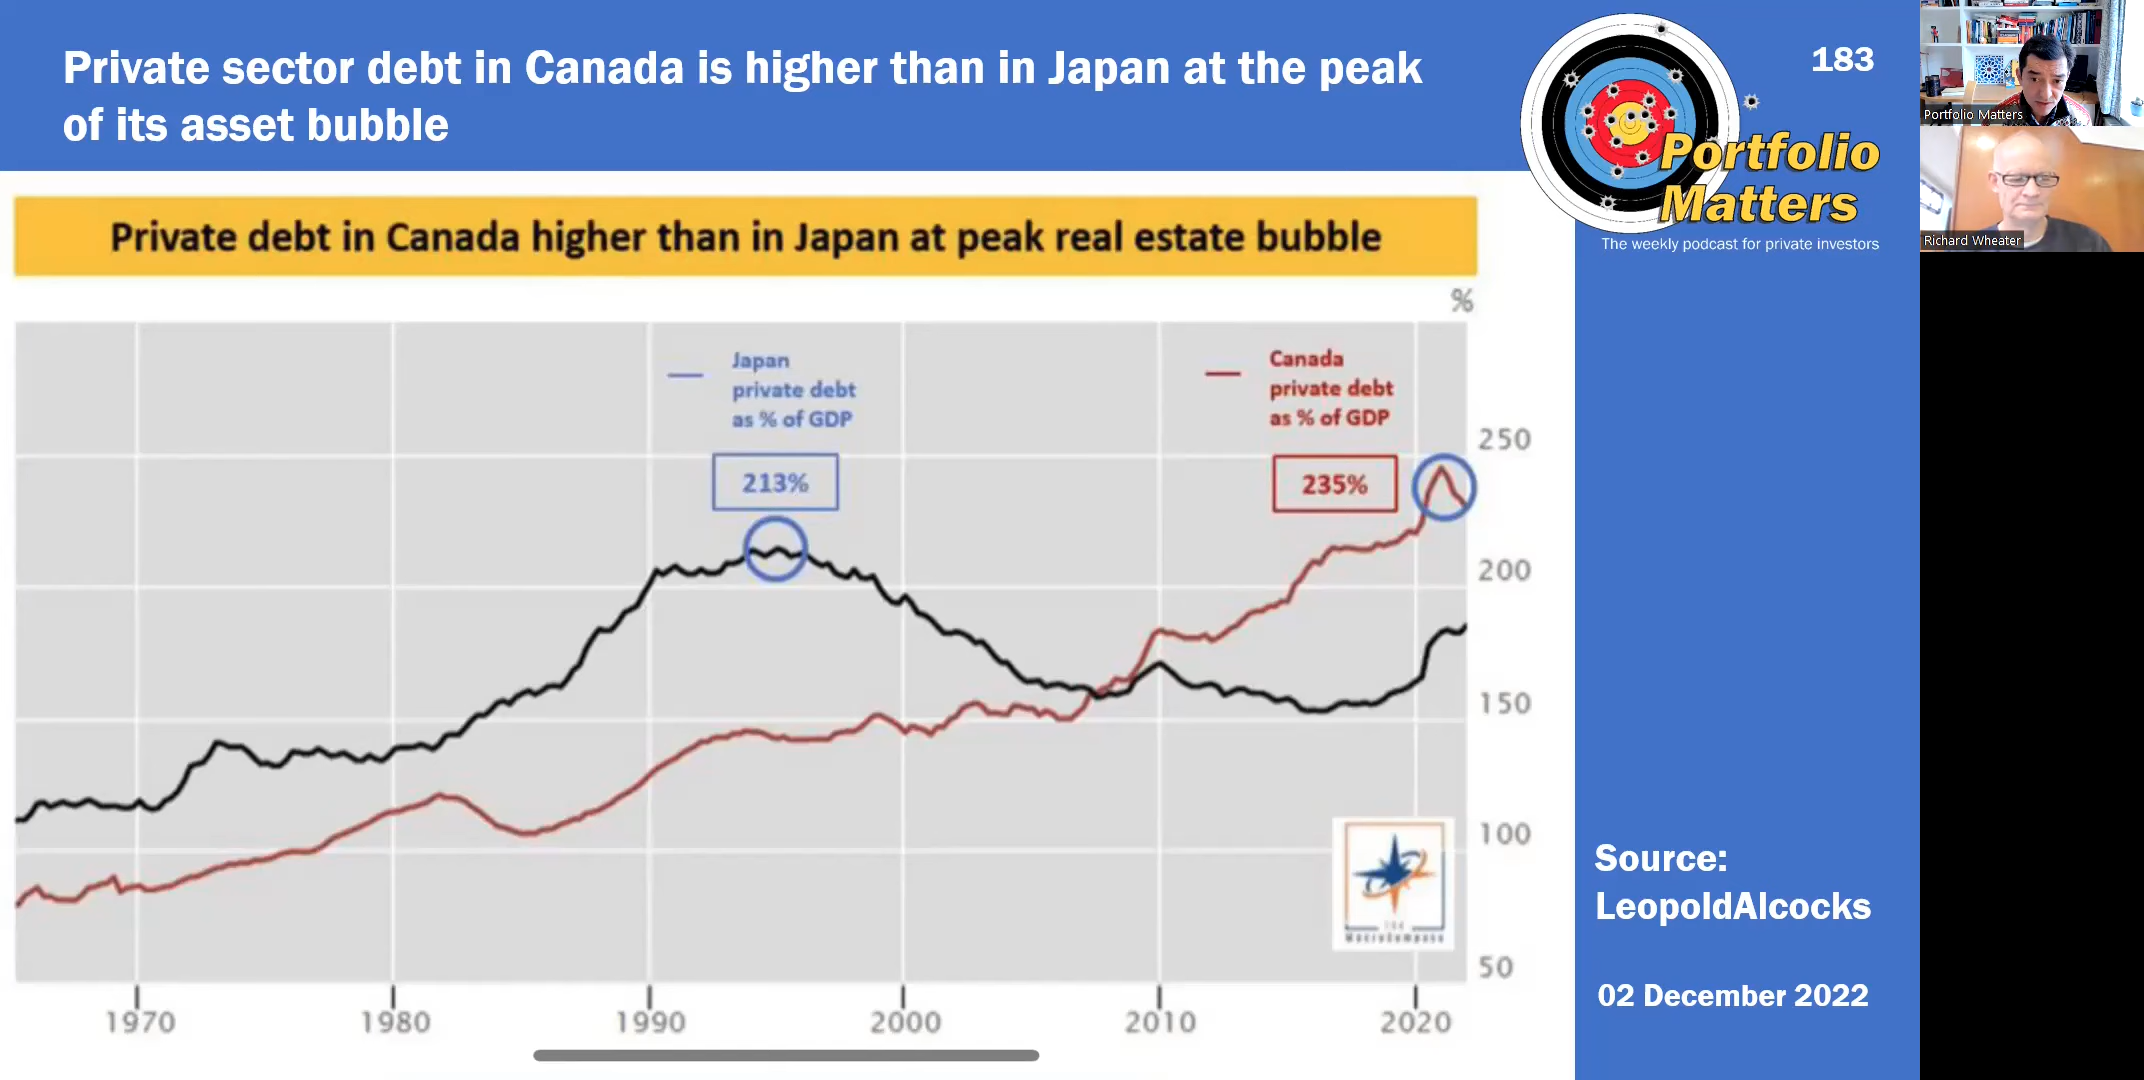 Private sector debt in Canada is higher than in Japan at the peak
of its asset bubble
183
Portfolio
Matters
The weekly podcast for private investors
Portfolio Matters
Richard Wheater
Private debt in Canada higher than in Japan at peak real estate bubble
%
Japan
private debt
as % of GDP
213%
Canada
private debt
as % of GDP
235%
250
200
150
100
50
THE
MacroCompass
1970
1980
1990
2000
2010
2020
Source:
LeopoldAlcocks
02 December 2022